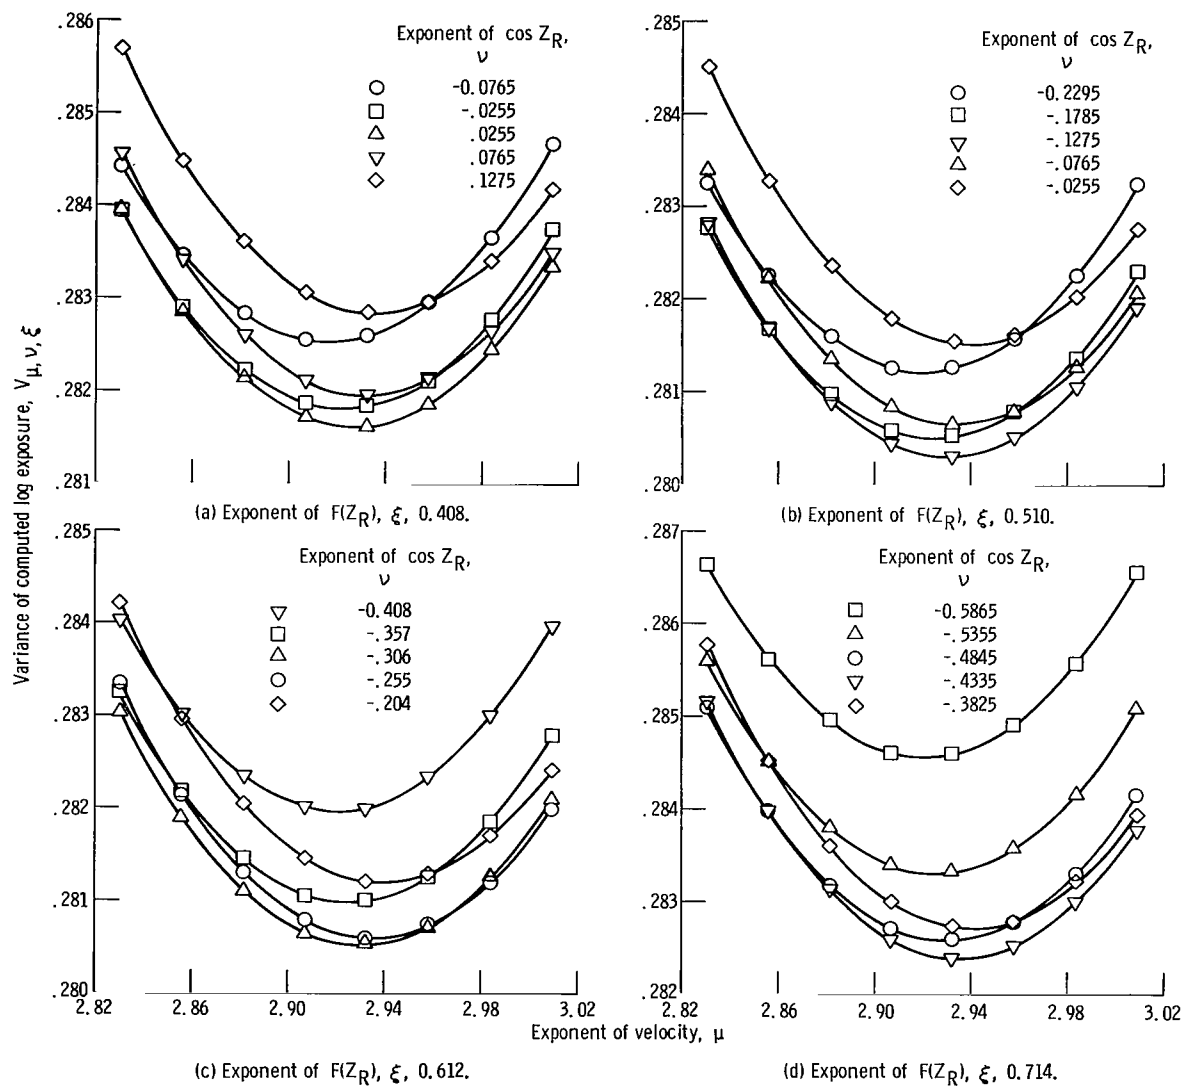 Variance of computed log exposure, V_μ, ν, ξ
.286
.285
.284
.283
.282
.281
Exponent of cos Z_R,
ν
-0.0765
-.0255
.0255
.0765
.1275
(a) Exponent of F(Z_R), ξ, 0.408.
.285
.284
.283
.282
.281
.280
Exponent of cos Z_R,
ν
-0.2295
-.1785
-.1275
-.0765
-.0255
(b) Exponent of F(Z_R), ξ, 0.510.
.285
.284
.283
.282
.281
.280
Exponent of cos Z_R,
ν
-0.408
-.357
-.306
-.255
-.204
2.82 2.86 2.90 2.94 2.98 3.02
.287
.286
.285
.284
.283
.282
Exponent of cos Z_R,
ν
-0.5865
-.5355
-.4845
-.4335
-.3825
2.82 2.86 2.90 2.94 2.98 3.02
Exponent of velocity, μ
(c) Exponent of F(Z_R), ξ, 0.612.
(d) Exponent of F(Z_R), ξ, 0.714.